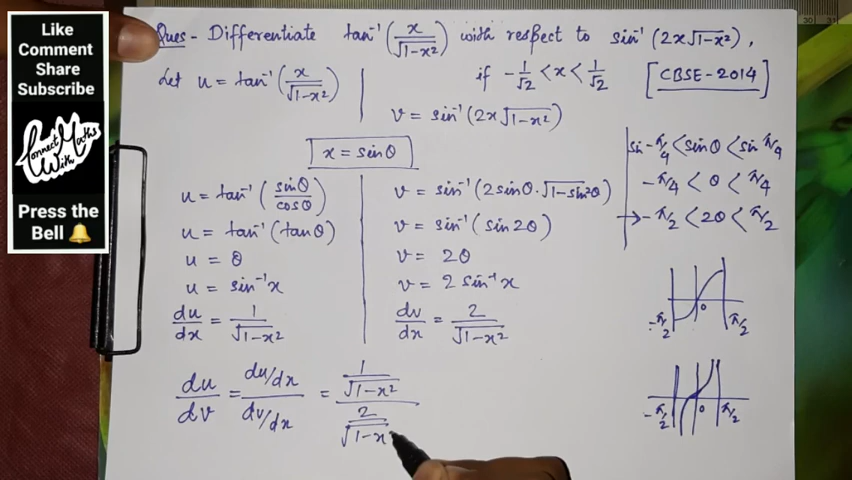 Like
Comment
Share
Subscribe
Connect
With
Maths
Press the
Bell 🔔
Ques - Differentiate tan⁻¹(x/√1-x²) with respect to sin⁻¹(2x√1-x²),
if -1/√2 < x < 1/√2 [CBSE-2014]
Let u = tan⁻¹(x/√1-x²)
v = sin⁻¹(2x√1-x²)
x = sinθ
u = tan⁻¹(sinθ/cosθ)
u = tan⁻¹(tanθ)
u = θ
u = sin⁻¹x
du/dx = 1/√1-x²
v = sin⁻¹(2sinθ·√1-sin²θ)
v = sin⁻¹(sin2θ)
v = 2θ
v = 2 sin⁻¹x
dv/dx = 2/√1-x²
sin -π/4 < sinθ < sin π/4
-π/4 < θ < π/4
→ -π/2 < 2θ < π/2
0
-π/2 π/2
-π/2 0 π/2
du/dv = du/dx / dv/dx = 1/√1-x² / 2/√1-x